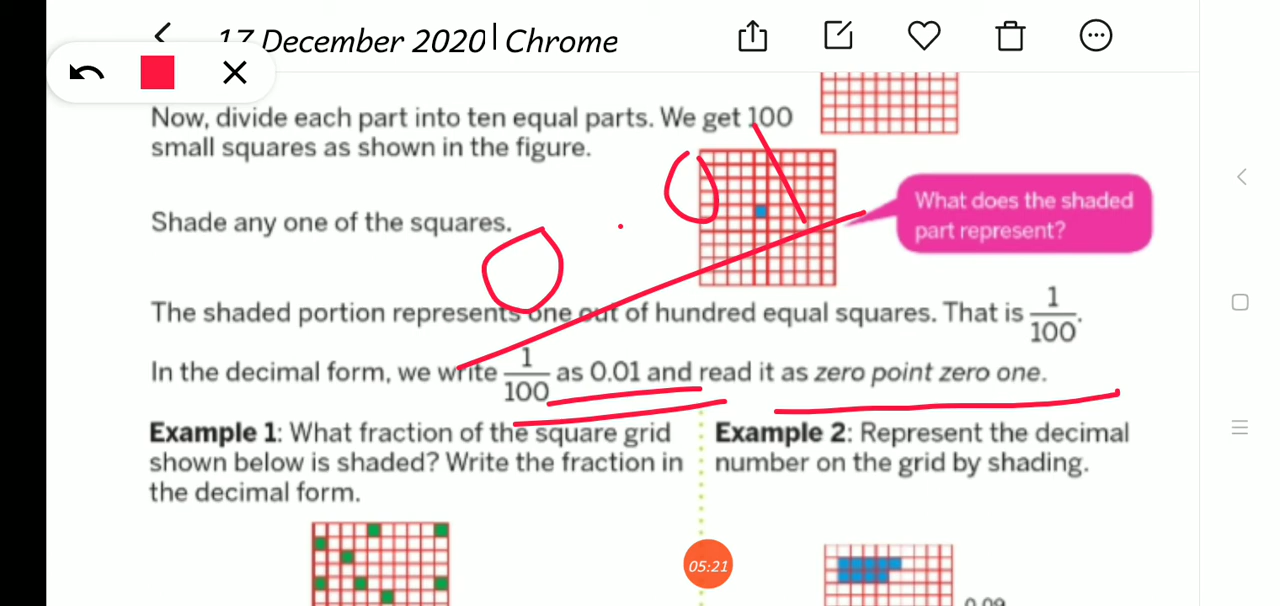 17 December 2020 | Chrome
Now, divide each part into ten equal parts. We get 100
small squares as shown in the figure.
What does the shaded
part represent?
Shade any one of the squares.
The shaded portion represents one out of hundred equal squares. That is 1/100.
In the decimal form, we write 1/100 as 0.01 and read it as zero point zero one.
Example 1: What fraction of the square grid
shown below is shaded? Write the fraction in
the decimal form.
Example 2: Represent the decimal
number on the grid by shading.
05:21
0.09